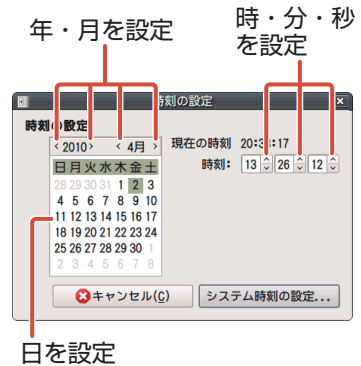 年・月を設定
時・分・秒
を設定
時刻の設定
時刻の設定
< 2010 > < 4月 >
現在の時刻 20:33:17
時刻: 13 26 12
日 月 火 水 木 金 土
28 29 30 31 1 2 3
4 5 6 7 8 9 10
11 12 13 14 15 16 17
18 19 20 21 22 23 24
25 26 27 28 29 30 1
2 3 4 5 6 7 8
キャンセル(C)
システム時刻の設定...
日を設定